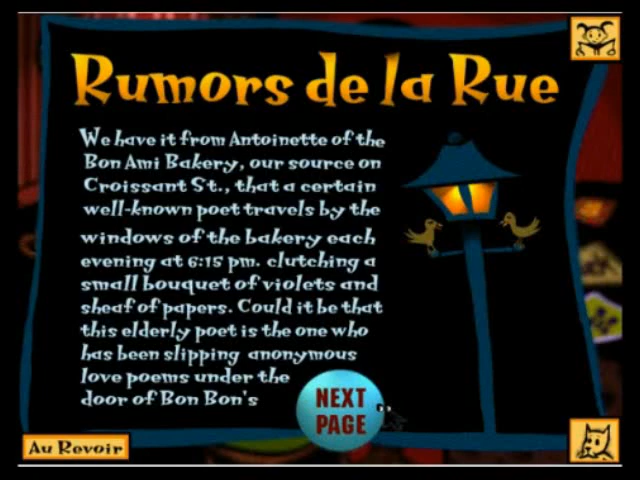 Rumors de la Rue
We have it from Antoinette of the
Bon Ami Bakery, our source on
Croissant St., that a certain
well-known poet travels by the
windows of the bakery each
evening at 6:15 pm. clutching a
small bouquet of violets and
sheaf of papers. Could it be that
this elderly poet is the one who
has been slipping anonymous
love poems under the
door of Bon Bon's
NEXT
PAGE
Au Revoir